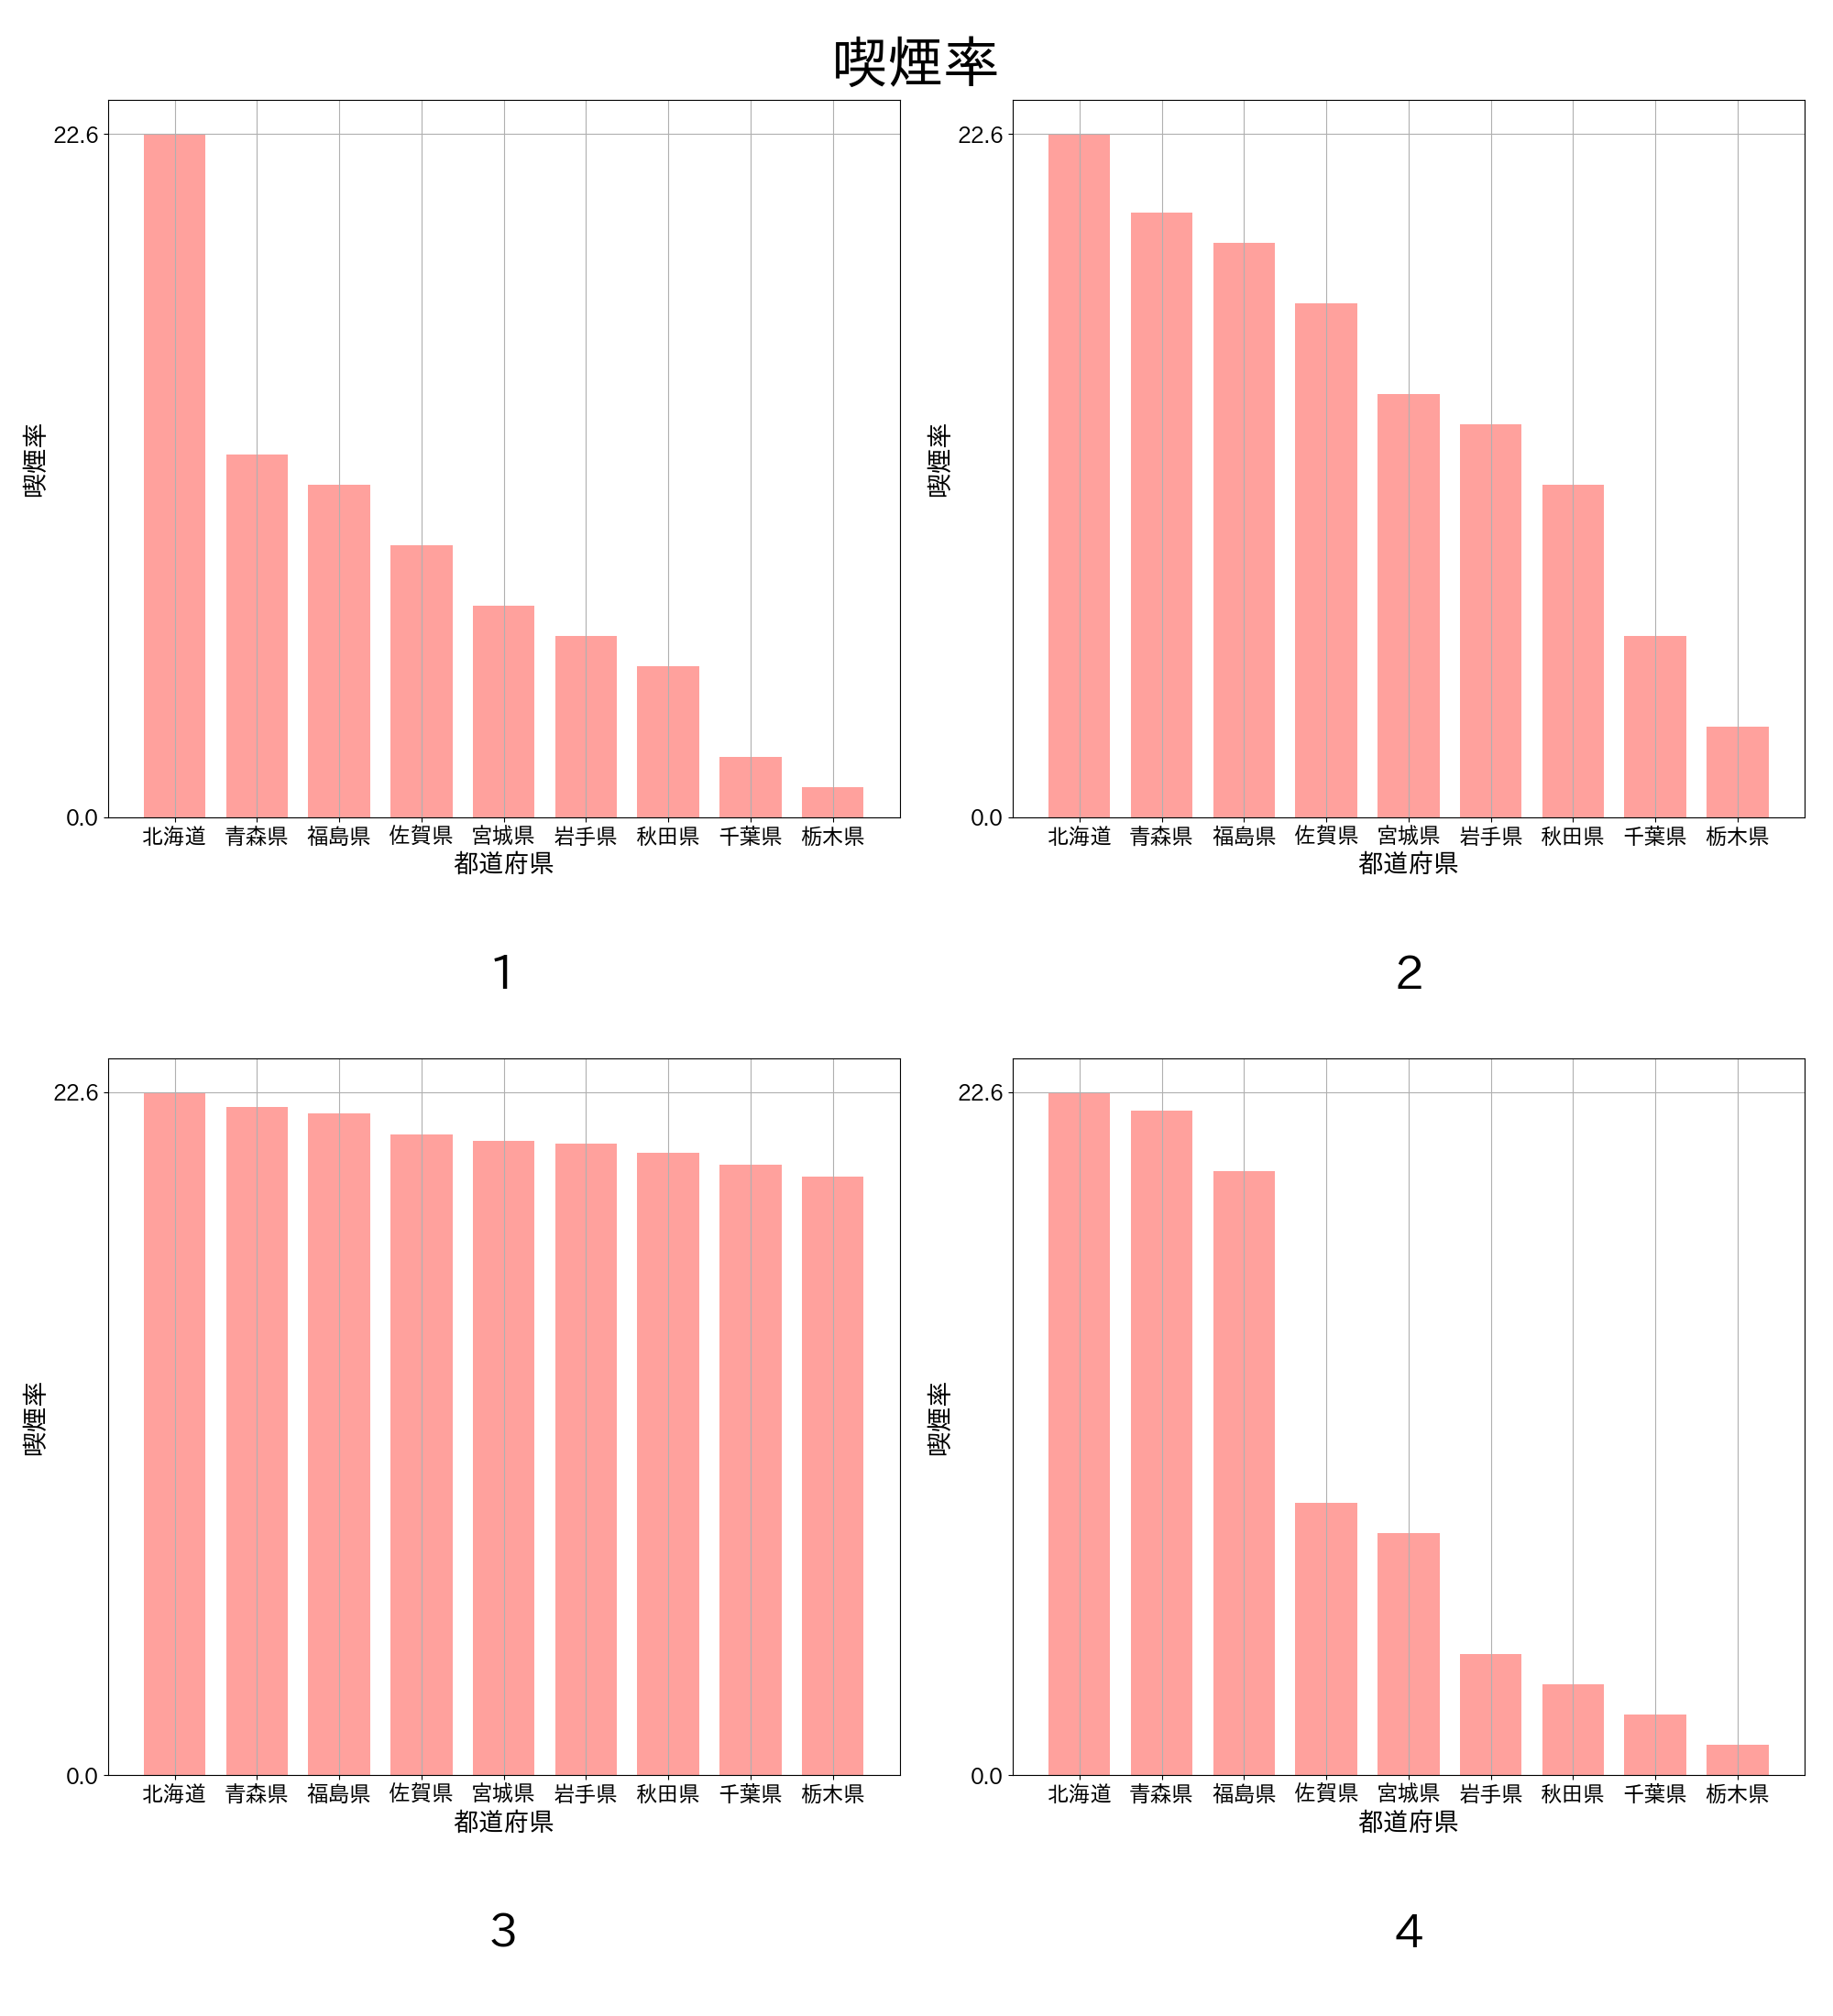 喫煙率
22.6
0.0
喫煙率
北海道 青森県 福島県 佐賀県 宮城県 岩手県 秋田県 千葉県 栃木県
都道府県
1
22.6
0.0
喫煙率
北海道 青森県 福島県 佐賀県 宮城県 岩手県 秋田県 千葉県 栃木県
都道府県
2
22.6
0.0
喫煙率
北海道 青森県 福島県 佐賀県 宮城県 岩手県 秋田県 千葉県 栃木県
都道府県
3
22.6
0.0
喫煙率
北海道 青森県 福島県 佐賀県 宮城県 岩手県 秋田県 千葉県 栃木県
都道府県
4